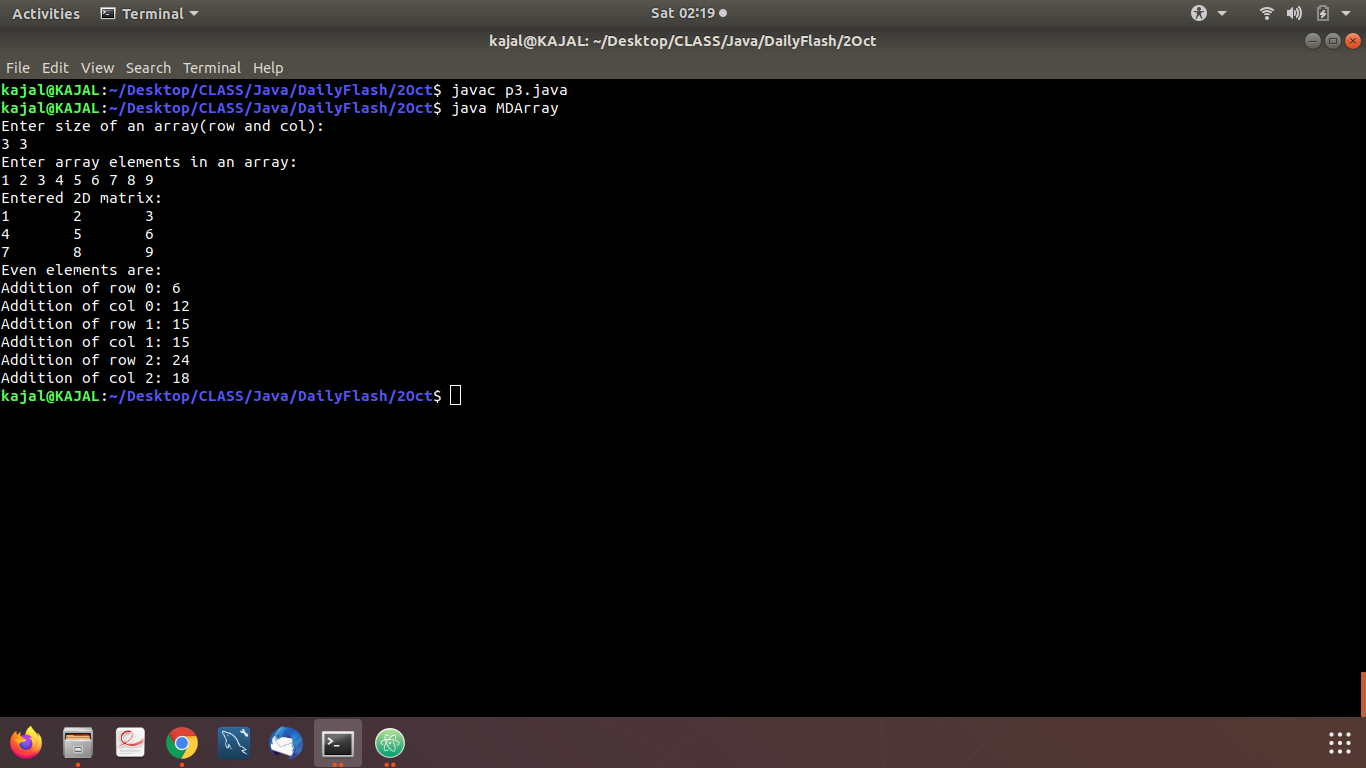 Activities Terminal Sat 02:19
kajal@KAJAL: ~/Desktop/CLASS/Java/DailyFlash/2Oct
File Edit View Search Terminal Help
kajal@KAJAL:~/Desktop/CLASS/Java/DailyFlash/2Oct$ javac p3.java
kajal@KAJAL:~/Desktop/CLASS/Java/DailyFlash/2Oct$ java MDArray
Enter size of an array(row and col):
3 3
Enter array elements in an array:
1 2 3 4 5 6 7 8 9
Entered 2D matrix:
1 2 3
4 5 6
7 8 9
Even elements are:
Addition of row 0: 6
Addition of col 0: 12
Addition of row 1: 15
Addition of col 1: 15
Addition of row 2: 24
Addition of col 2: 18
kajal@KAJAL:~/Desktop/CLASS/Java/DailyFlash/2Oct$